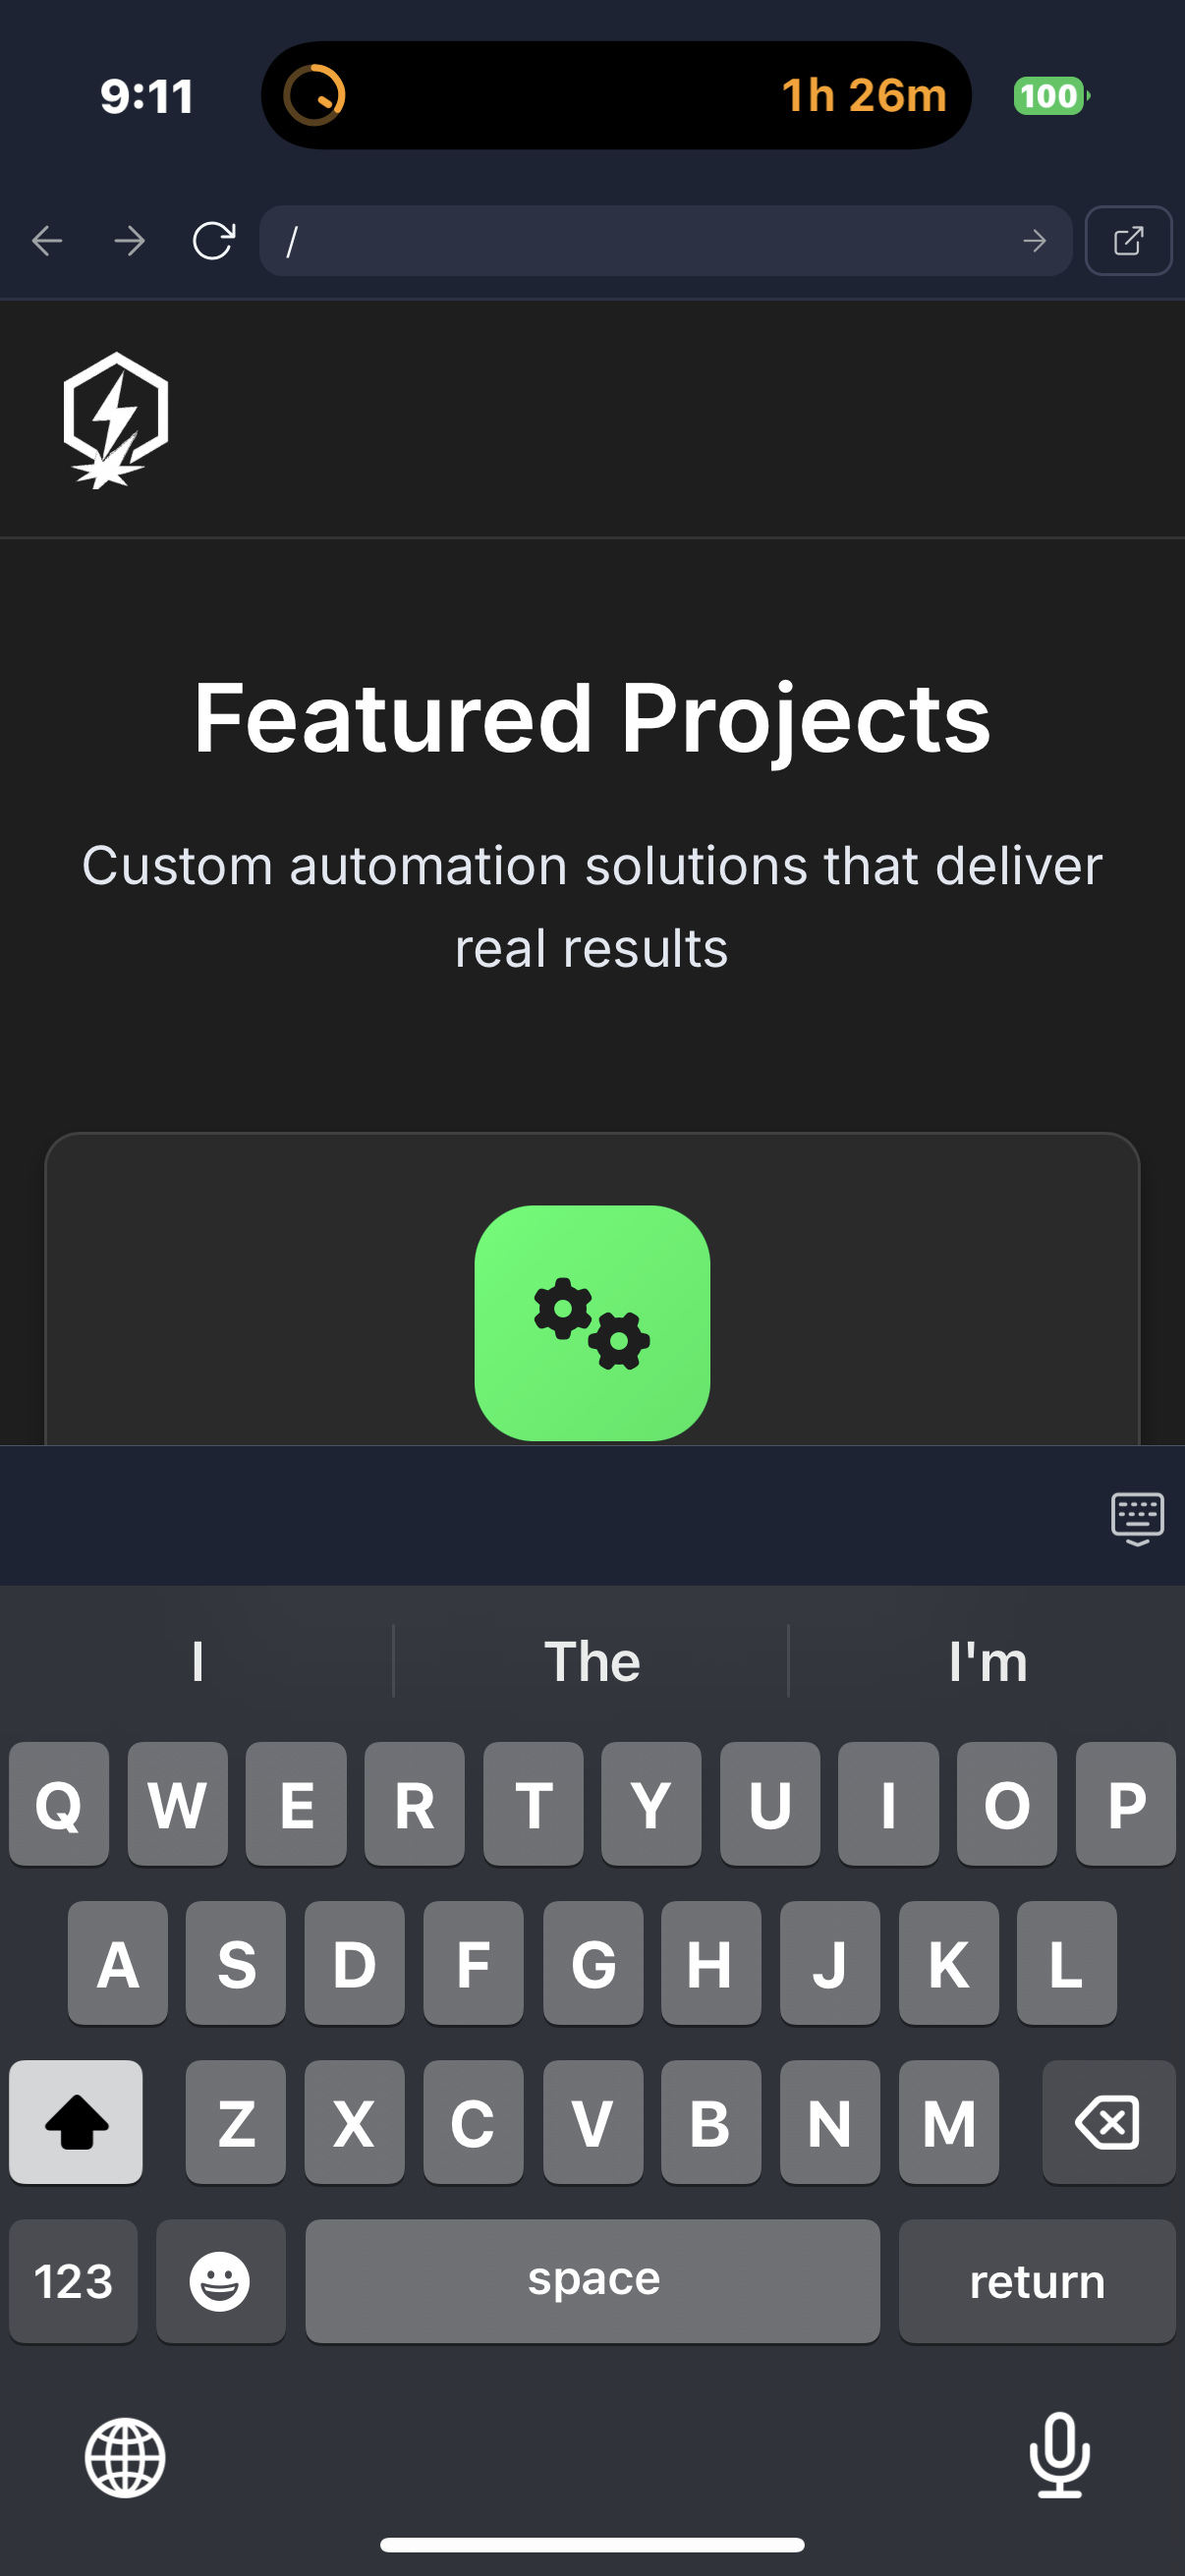 9:11
1h 26m
100
/
Featured Projects
Custom automation solutions that deliver
real results
I
The
I'm
Q W E R T Y U I O P
A S D F G H J K L
Z X C V B N M
123
space
return